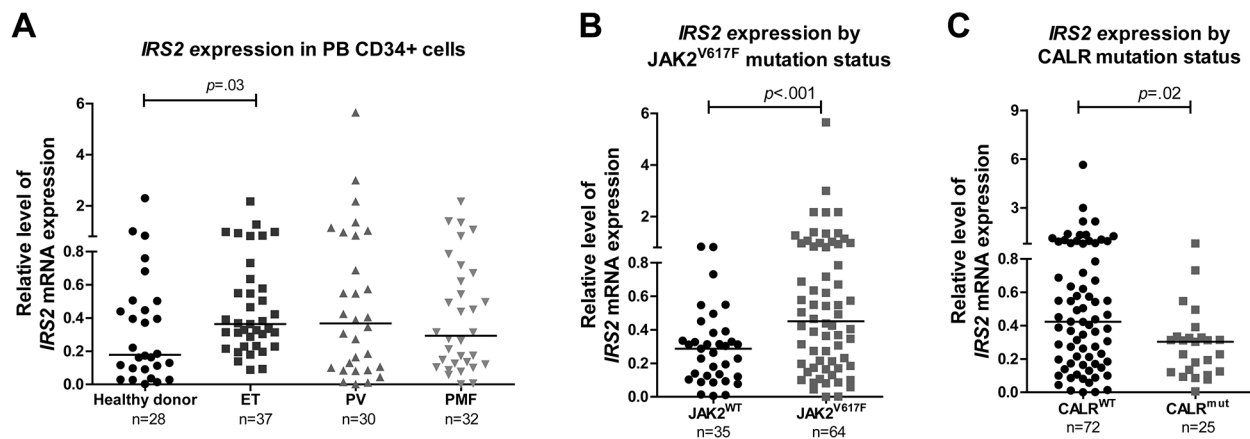 A
IRS2 expression in PB CD34+ cells
p=.03
Relative level of
IRS2 mRNA expression
6
4
2
0.8
0.6
0.4
0.2
0.0
Healthy donor ET PV PMF
n=28 n=37 n=30 n=32
B
IRS2 expression by
JAK2V617F mutation status
p<.001
Relative level of
IRS2 mRNA expression
6
4
2
0.8
0.6
0.4
0.2
0.0
JAK2WT JAK2V617F
n=35 n=64
C
IRS2 expression by
CALR mutation status
p=.02
Relative level of
IRS2 mRNA expression
9
6
3
0.8
0.6
0.4
0.2
0.0
CALRWT CALRmut
n=72 n=25